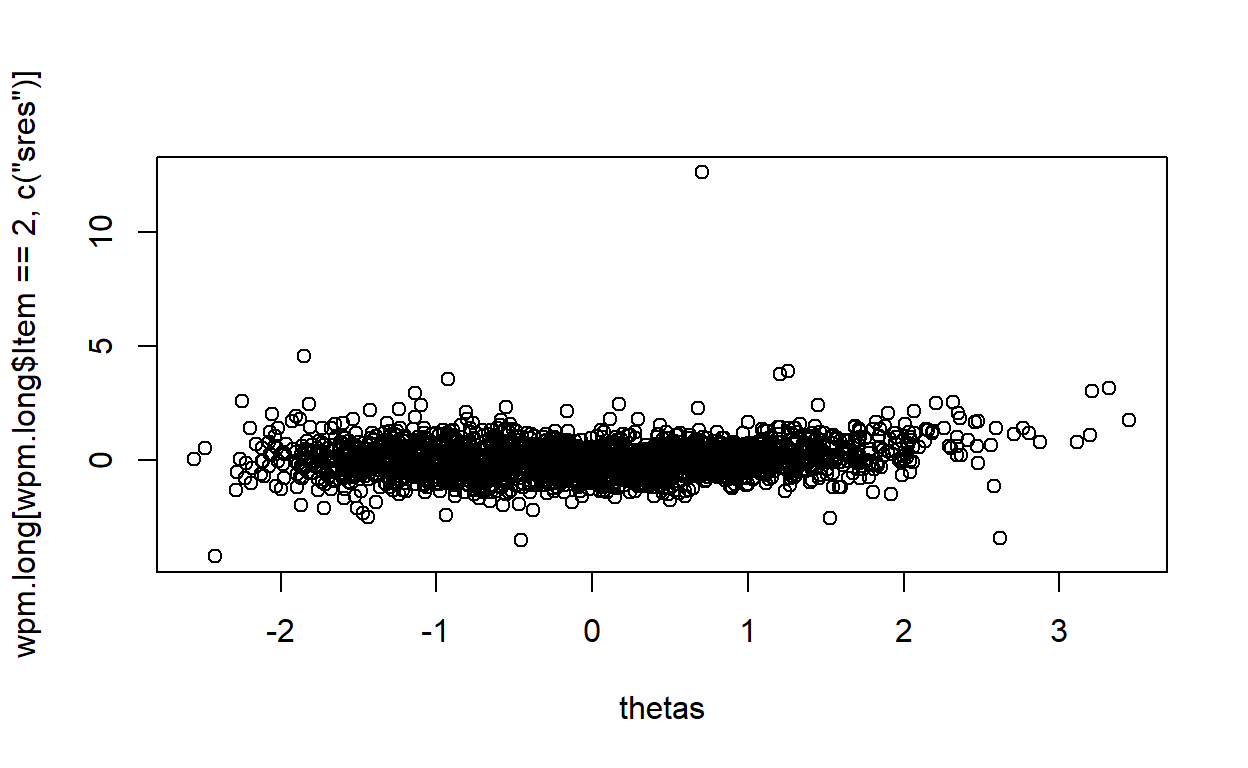 wpm.long[wpm.long$Item == 2, c("sres")]
10
5
0
-2 -1 0 1 2 3
thetas